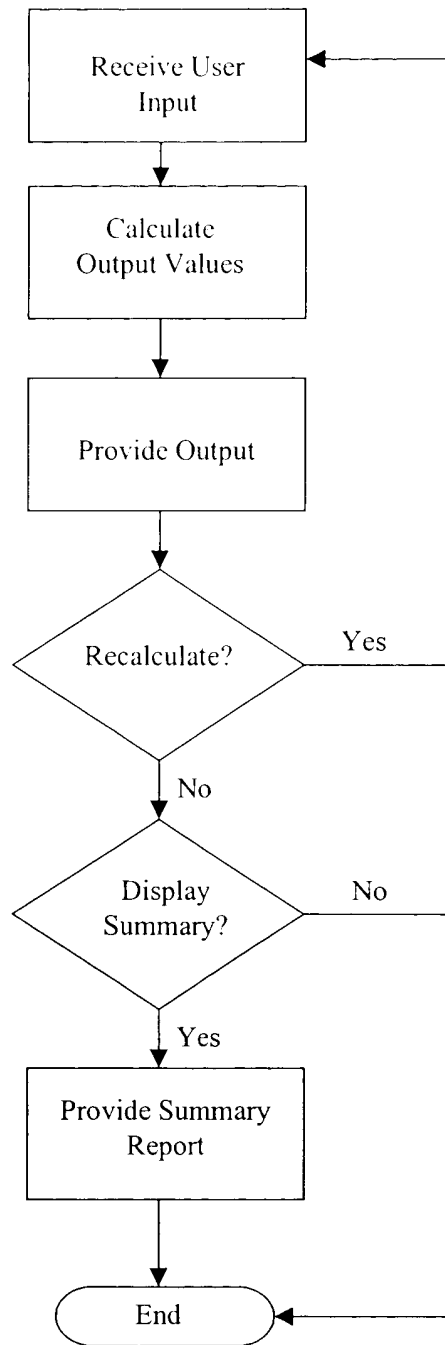 Receive User
Input
Calculate
Output Values
Provide Output
Recalculate?
Yes
No
Display
Summary?
No
Yes
Provide Summary
Report
End